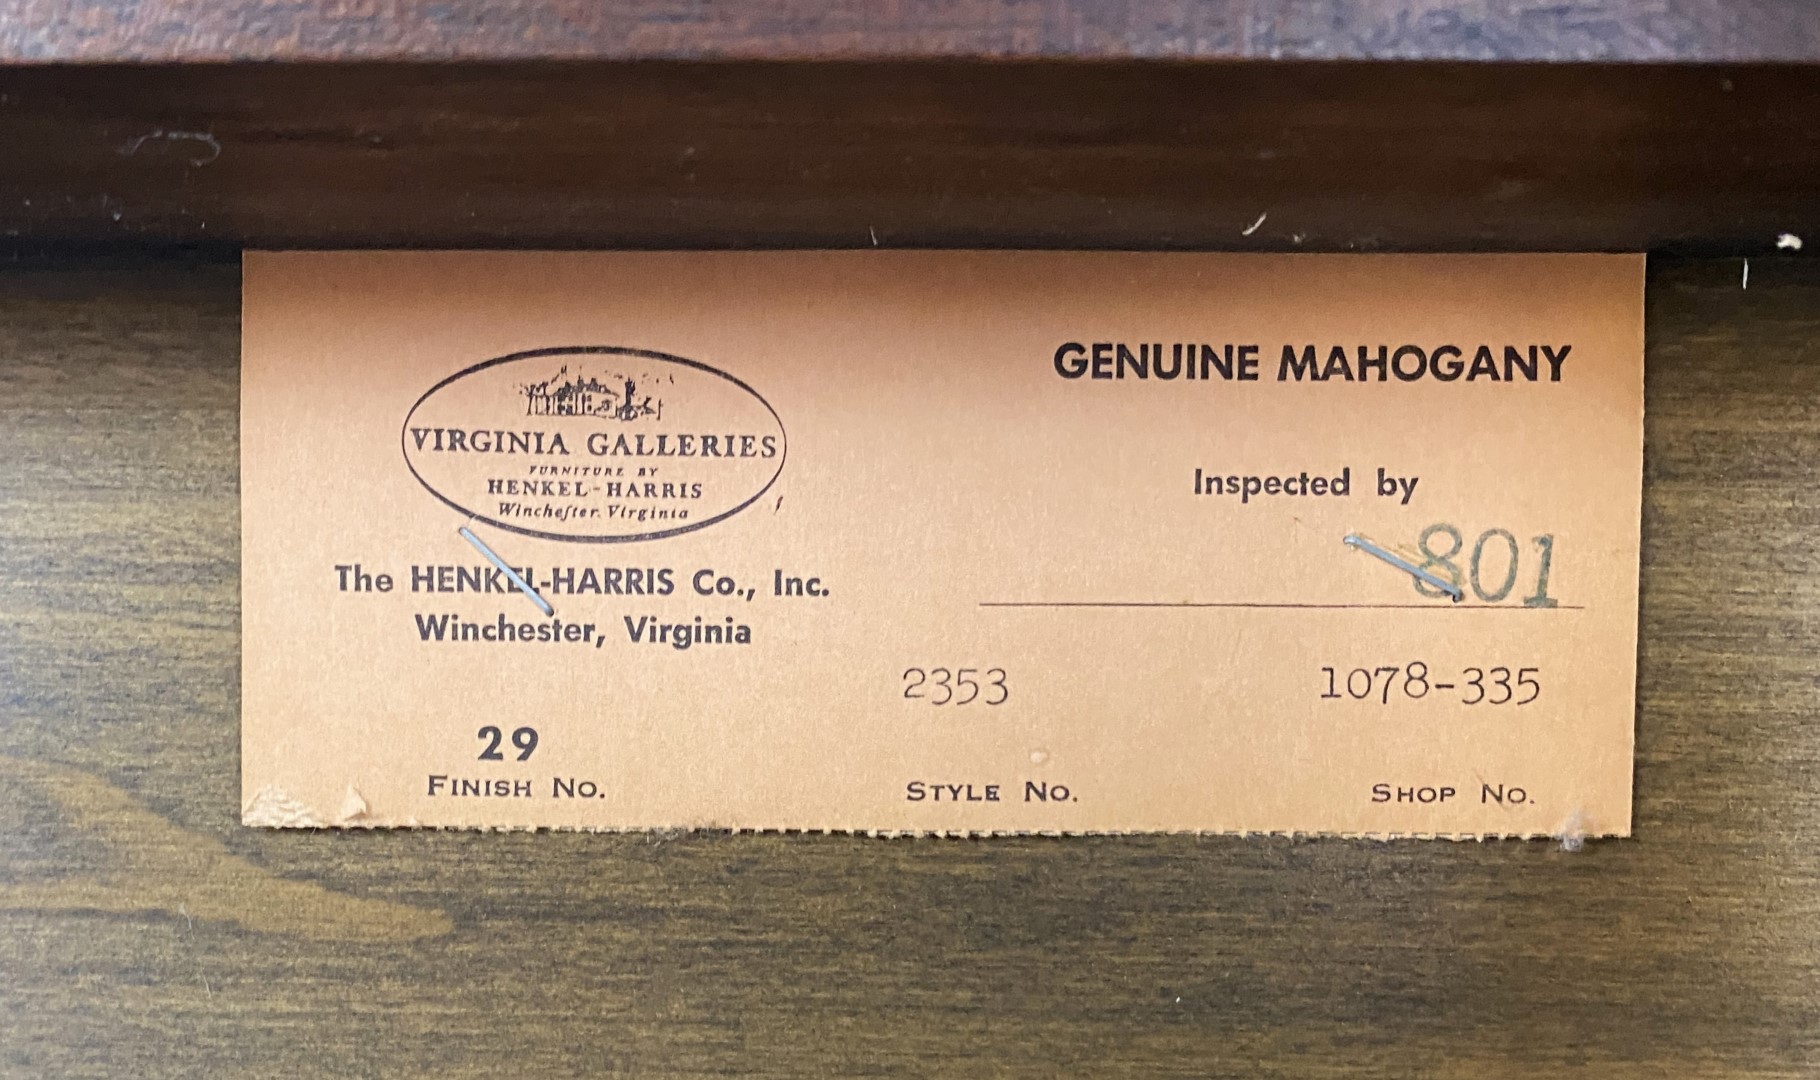 VIRGINIA GALLERIES
FURNITURE BY
HENKEL-HARRIS
Wincheſter, Virginia
The HENKEL-HARRIS Co., Inc.
Winchester, Virginia
29
FINISH NO.
GENUINE MAHOGANY
Inspected by
801
2353
STYLE NO.
1078-335
SHOP NO.